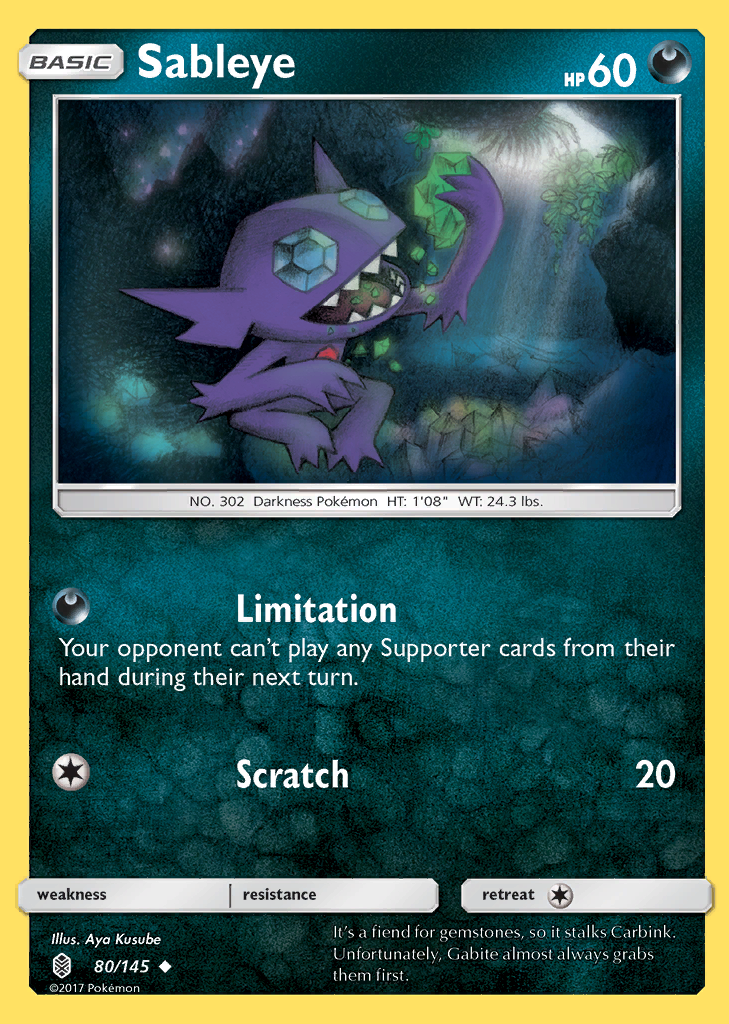 BASIC Sableye HP60
NO. 302 Darkness Pokémon HT: 1'08" WT: 24.3 lbs.
Limitation
Your opponent can't play any Supporter cards from their
hand during their next turn.
Scratch 20
weakness resistance retreat
Illus. Aya Kusube
80/145
©2017 Pokémon
It's a fiend for gemstones, so it stalks Carbink.
Unfortunately, Gabite almost always grabs
them first.